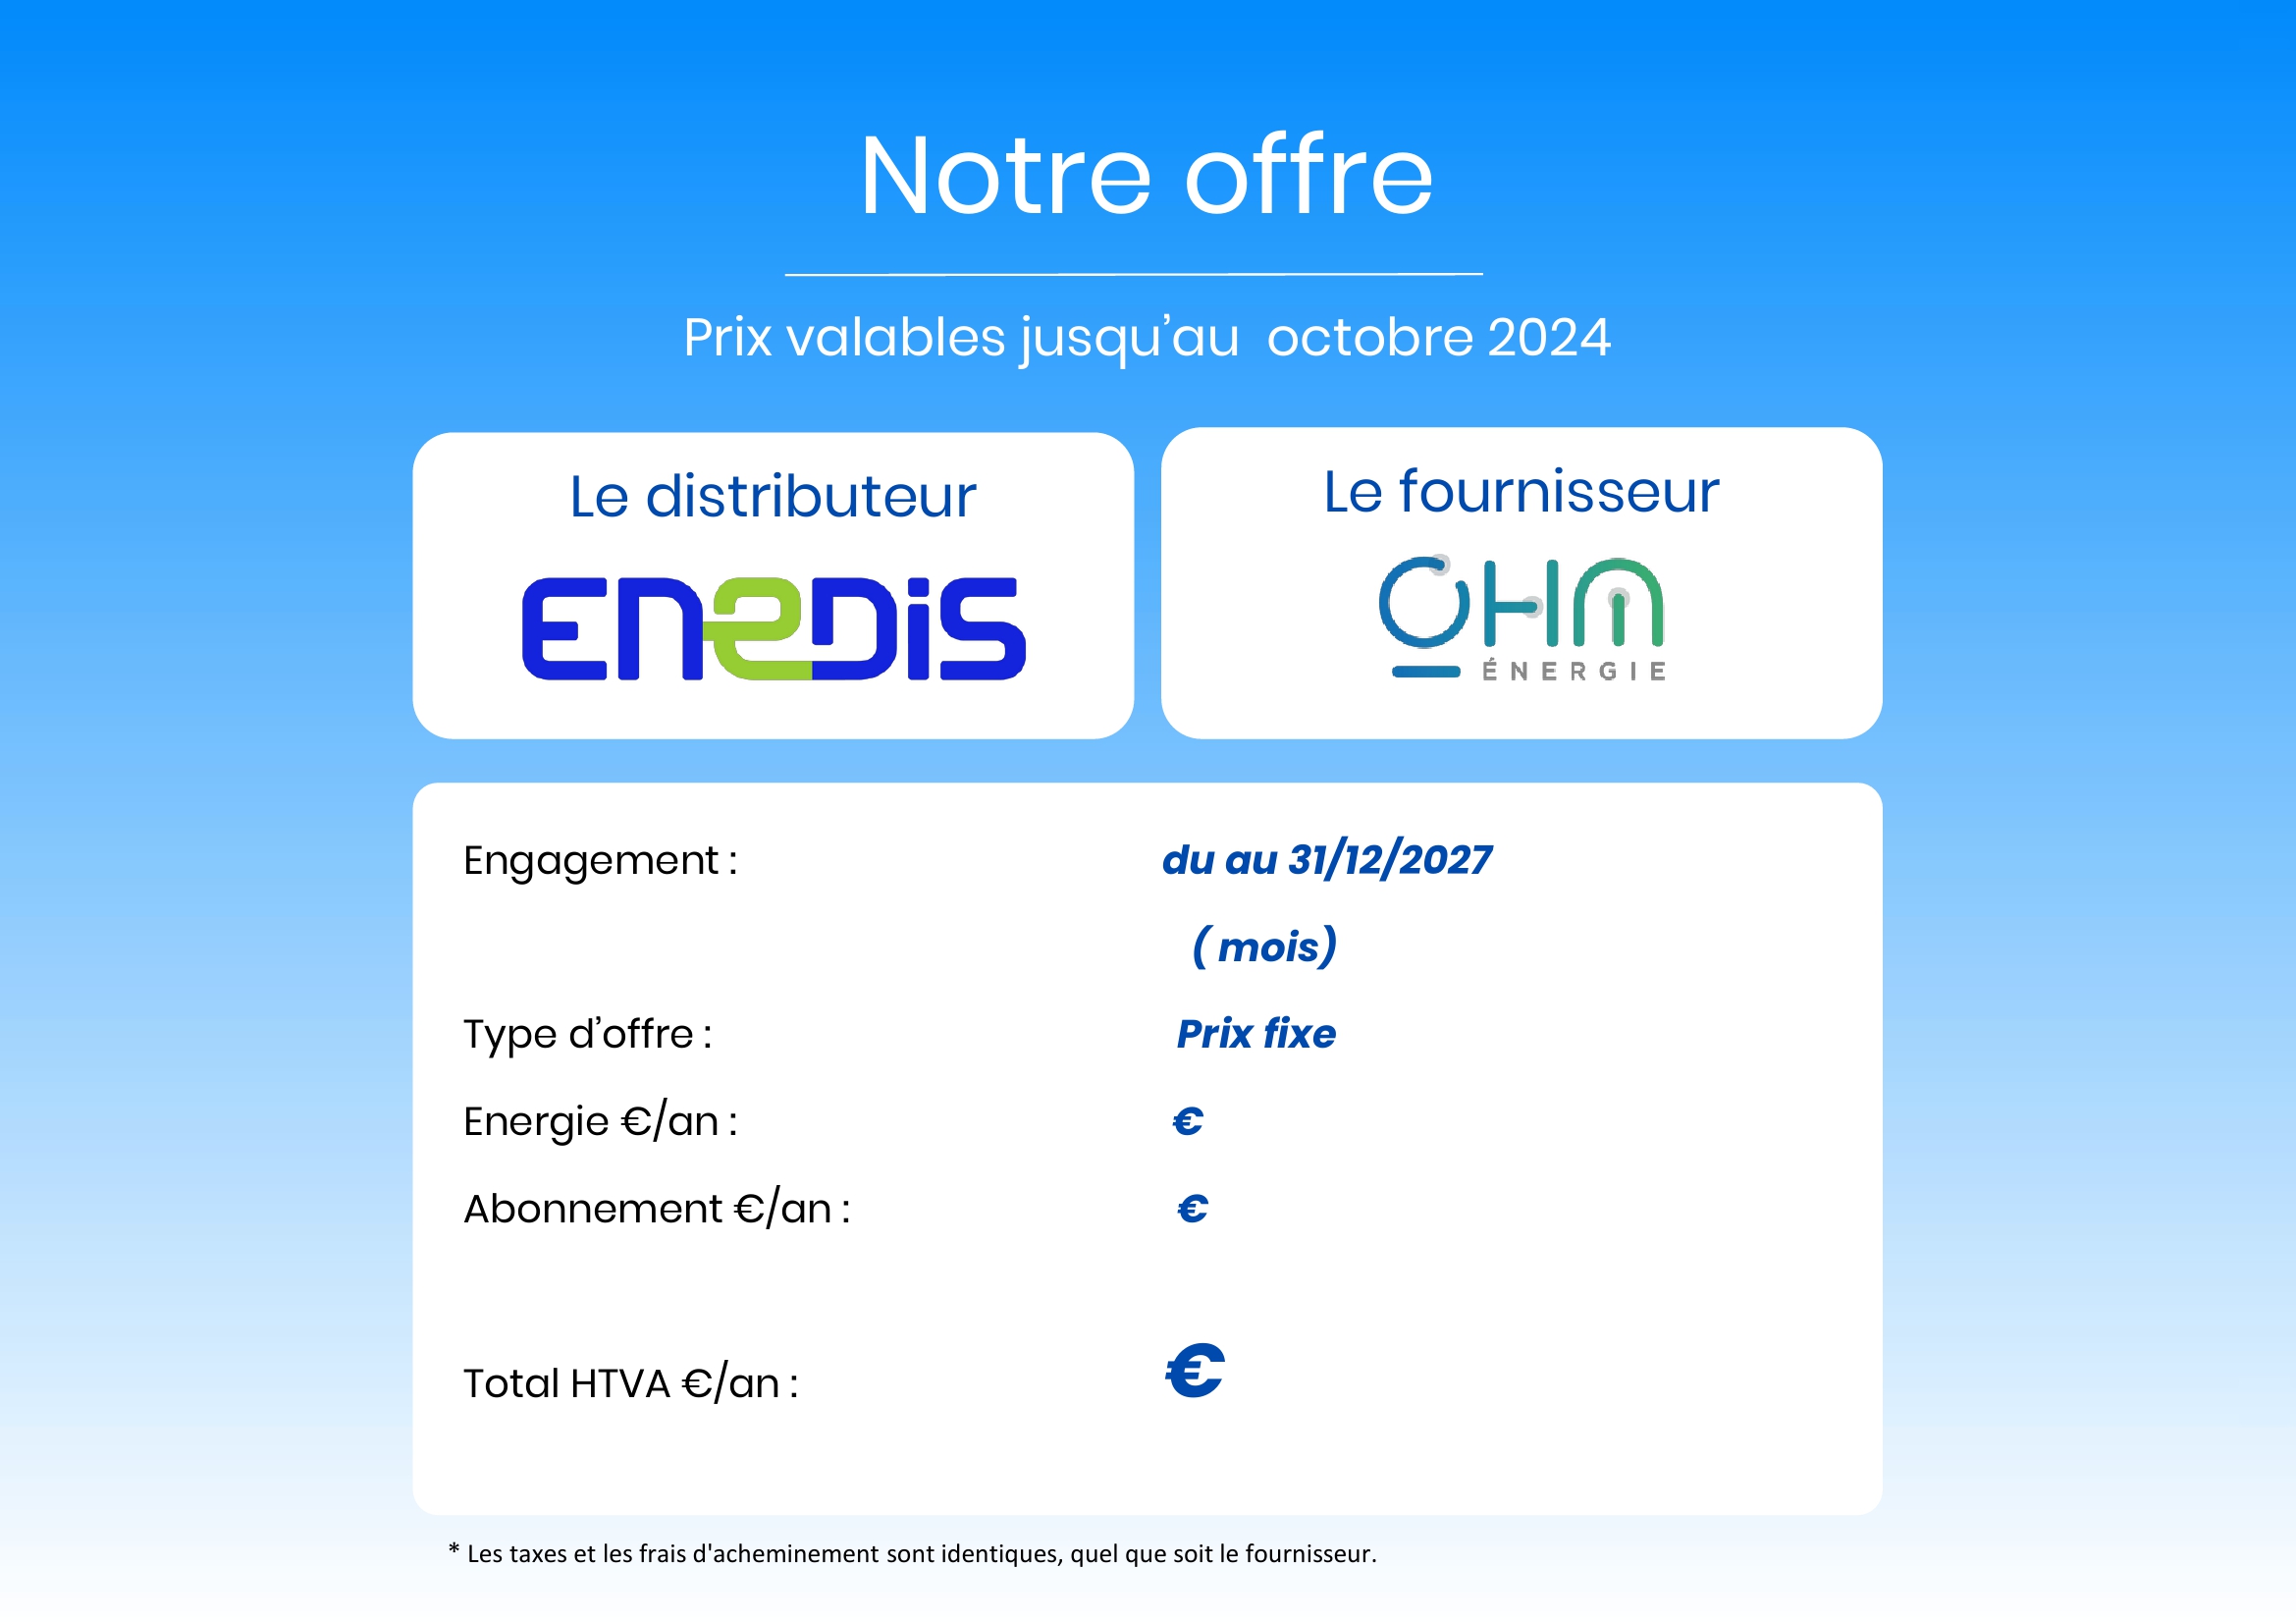 Notre offre
Prix valables jusqu’au  octobre 2024
Le distributeur
ENEDIS
Le fournisseur
OHM
ÉNERGIE
Engagement :
du au 31/12/2027
( mois)
Type d’offre :
Prix fixe
Energie €/an :
€
Abonnement €/an :
€
Total HTVA €/an :
€
* Les taxes et les frais d'acheminement sont identiques, quel que soit le fournisseur.